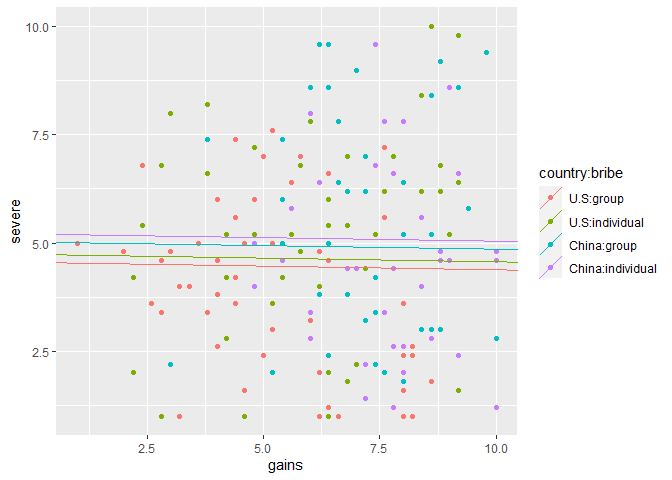 10.0
7.5
5.0
2.5
severe
2.5 5.0 7.5 10.0
gains
country:bribe
U.S:group
U.S:individual
China:group
China:individual